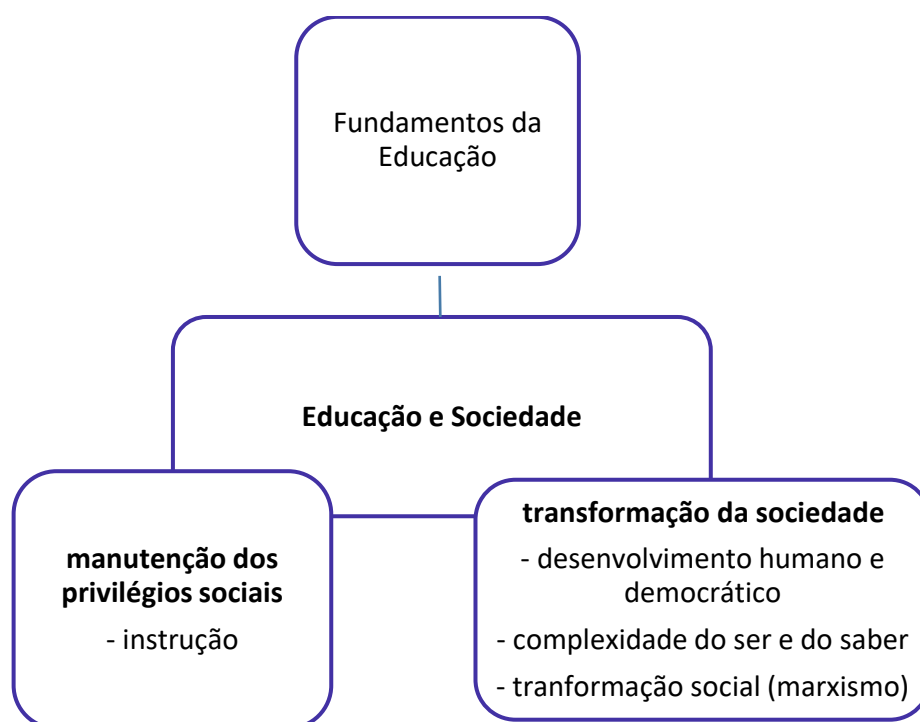 Fundamentos da
Educação
Educação e Sociedade
manutenção dos
privilégios sociais
- instrução
transformação da sociedade
- desenvolvimento humano e
democrático
- complexidade do ser e do saber
- tranformação social (marxismo)